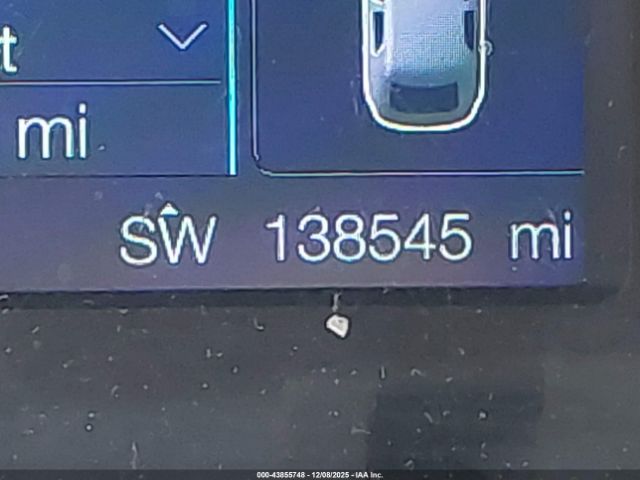 t
mi
SW 138545 mi
000-43855748 - 12/08/2025 - IAA Inc.